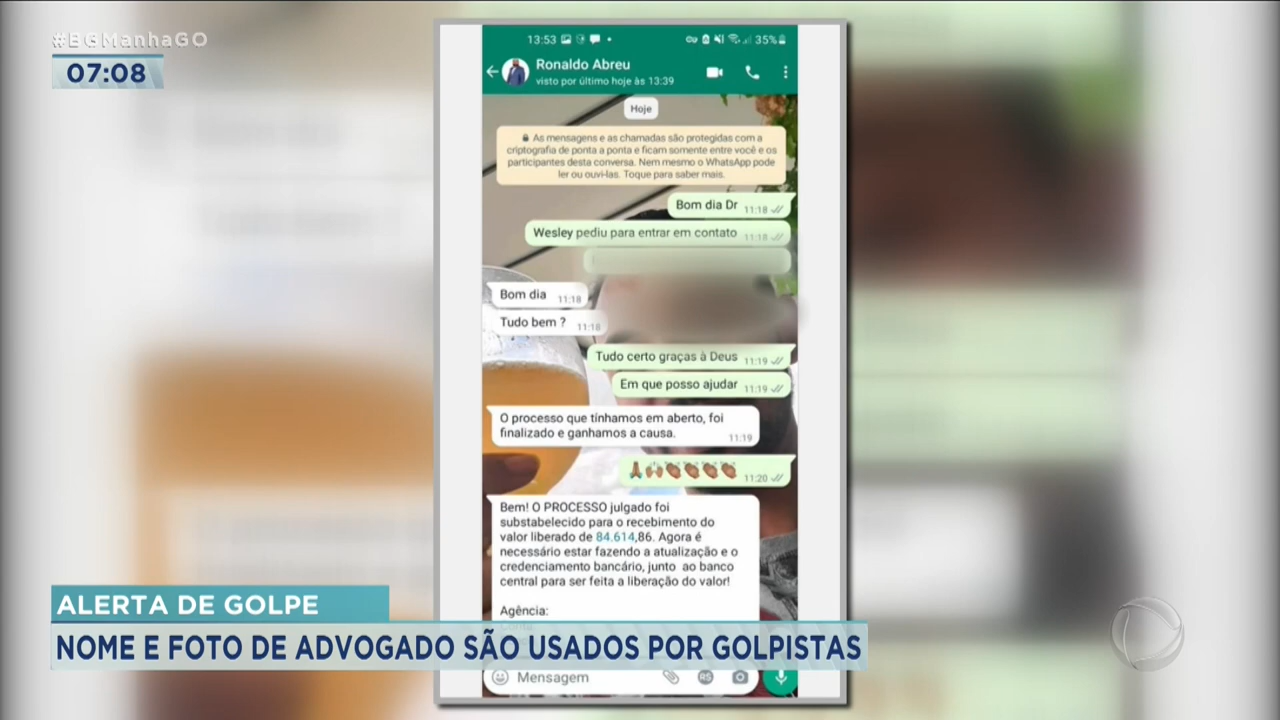 #BGManhaGO
07:08
13:53
35%
Ronaldo Abreu
visto por último hoje às 13:39
Hoje
As mensagens e as chamadas são protegidas com a
criptografia de ponta a ponta e ficam somente entre você e os
participantes desta conversa. Nem mesmo o WhatsApp pode
ler ou ouvi-las. Toque para saber mais.
Bom dia Dr 11:18
Wesley pediu para entrar em contato 11:18
Bom dia 11:18
Tudo bem ? 11:18
Tudo certo graças à Deus 11:19
Em que posso ajudar 11:19
O processo que tínhamos em aberto, foi
finalizado e ganhamos a causa. 11:19
🙏🏽🙌🏽👏🏽👏🏽👏🏽👏🏽 11:20
Bem! O PROCESSO julgado foi
substabelecido para o recebimento do
valor liberado de 84.614,86. Agora é
necessário estar fazendo a atualização e o
credenciamento bancário, junto ao banco
central para ser feita a liberação do valor!
Agência:
ALERTA DE GOLPE
NOME E FOTO DE ADVOGADO SÃO USADOS POR GOLPISTAS
Mensagem
R$